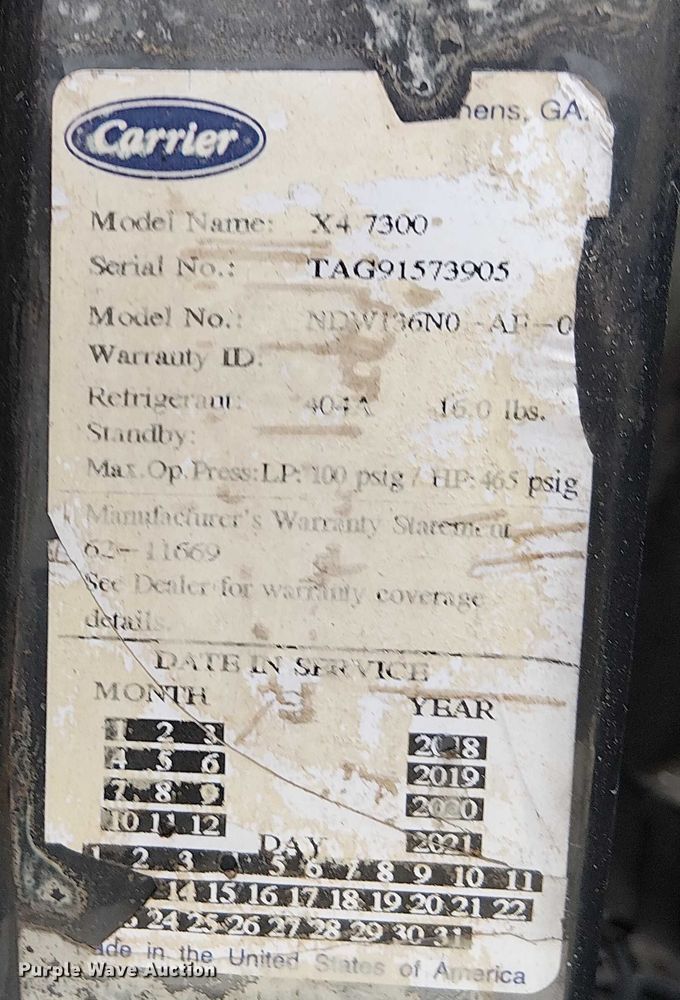 Carrier
hens, GA.
Model Name: X4 7300
Serial No.: TAG91573905
Model No.: NDW136N0-AF-0
Warranty ID:
Refrigerant: 404A 16.0 lbs.
Standby:
Max.Op.Press:LP: 100 psig / HP: 465 psig
Manufacturer's Warranty Statement
62-11669
See Dealer for warranty coverage
details.
DATE IN SERVICE
MONTH YEAR
1 2 3 2018
4 5 6 2019
7 8 9 2020
10 11 12 2021
DAY
1 2 3 5 6 7 8 9 10 11
14 15 16 17 18 19 20 21 22
24 25 26 27 28 29 30 31
ade in the United States of America
Purple Wave Auction